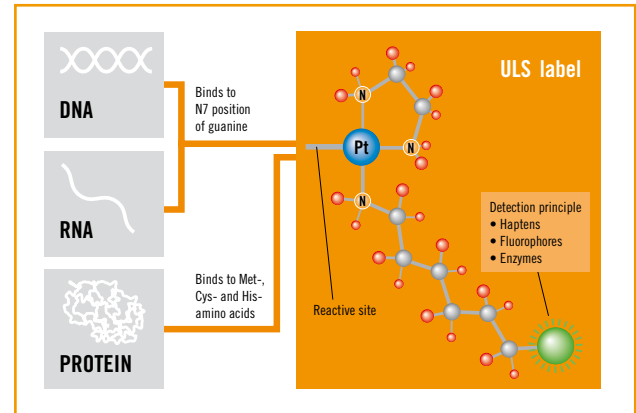 DNA
RNA
PROTEIN
Binds to
N7 position
of guanine
Binds to Met-,
Cys- and His-
amino acids
ULS label
N
Pt
N
N
Reactive site
Detection principle
• Haptens
• Fluorophores
• Enzymes